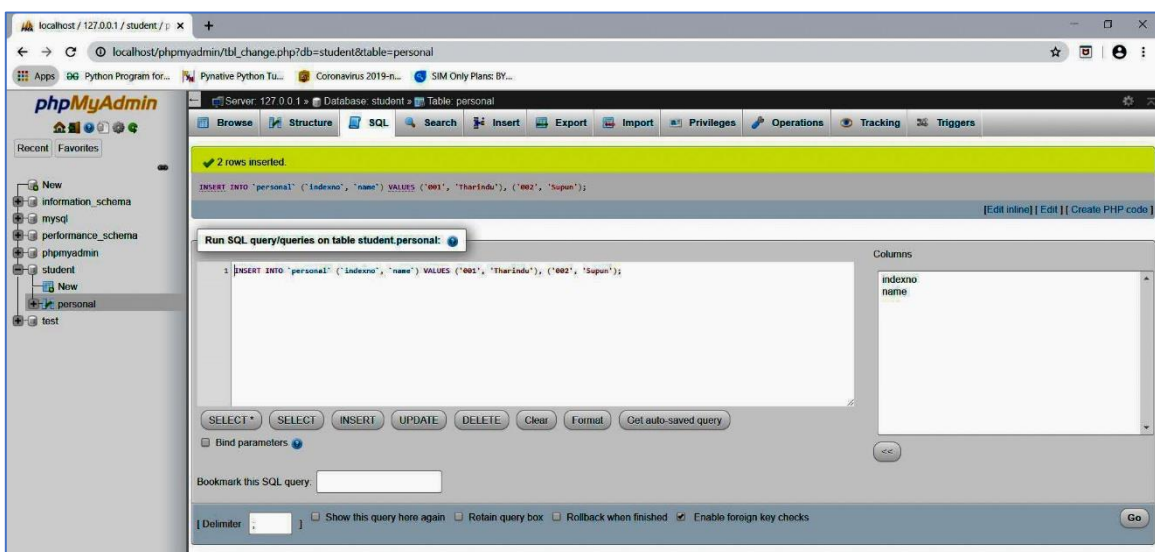 localhost / 127.0.0.1 / student / p
localhost/phpmyadmin/tbl_change.php?db=student&table=personal
Apps Python Program for... Pynative Python Tu... Coronavirus 2019-n... SIM Only Plans: BY...
phpMyAdmin
Recent Favorites
New
information_schema
mysql
performance_schema
phpmyadmin
student
New
personal
test
Server: 127.0.0.1 » Database: student » Table: personal
Browse Structure SQL Search Insert Export Import Privileges Operations Tracking Triggers
2 rows inserted.
INSERT INTO `personal` (`indexno`, `name`) VALUES ('001', 'Tharindu'), ('002', 'Supun');
[Edit inline] [ Edit ] [ Create PHP code ]
Run SQL query/queries on table student.personal:
1 INSERT INTO `personal` (`indexno`, `name`) VALUES ('001', 'Tharindu'), ('002', 'Supun');
Columns
indexno
name
SELECT * SELECT INSERT UPDATE DELETE Clear Format Get auto-saved query
<<
Bind parameters
Bookmark this SQL query:
[ Delimiter ; ] Show this query here again Retain query box Rollback when finished Enable foreign key checks Go